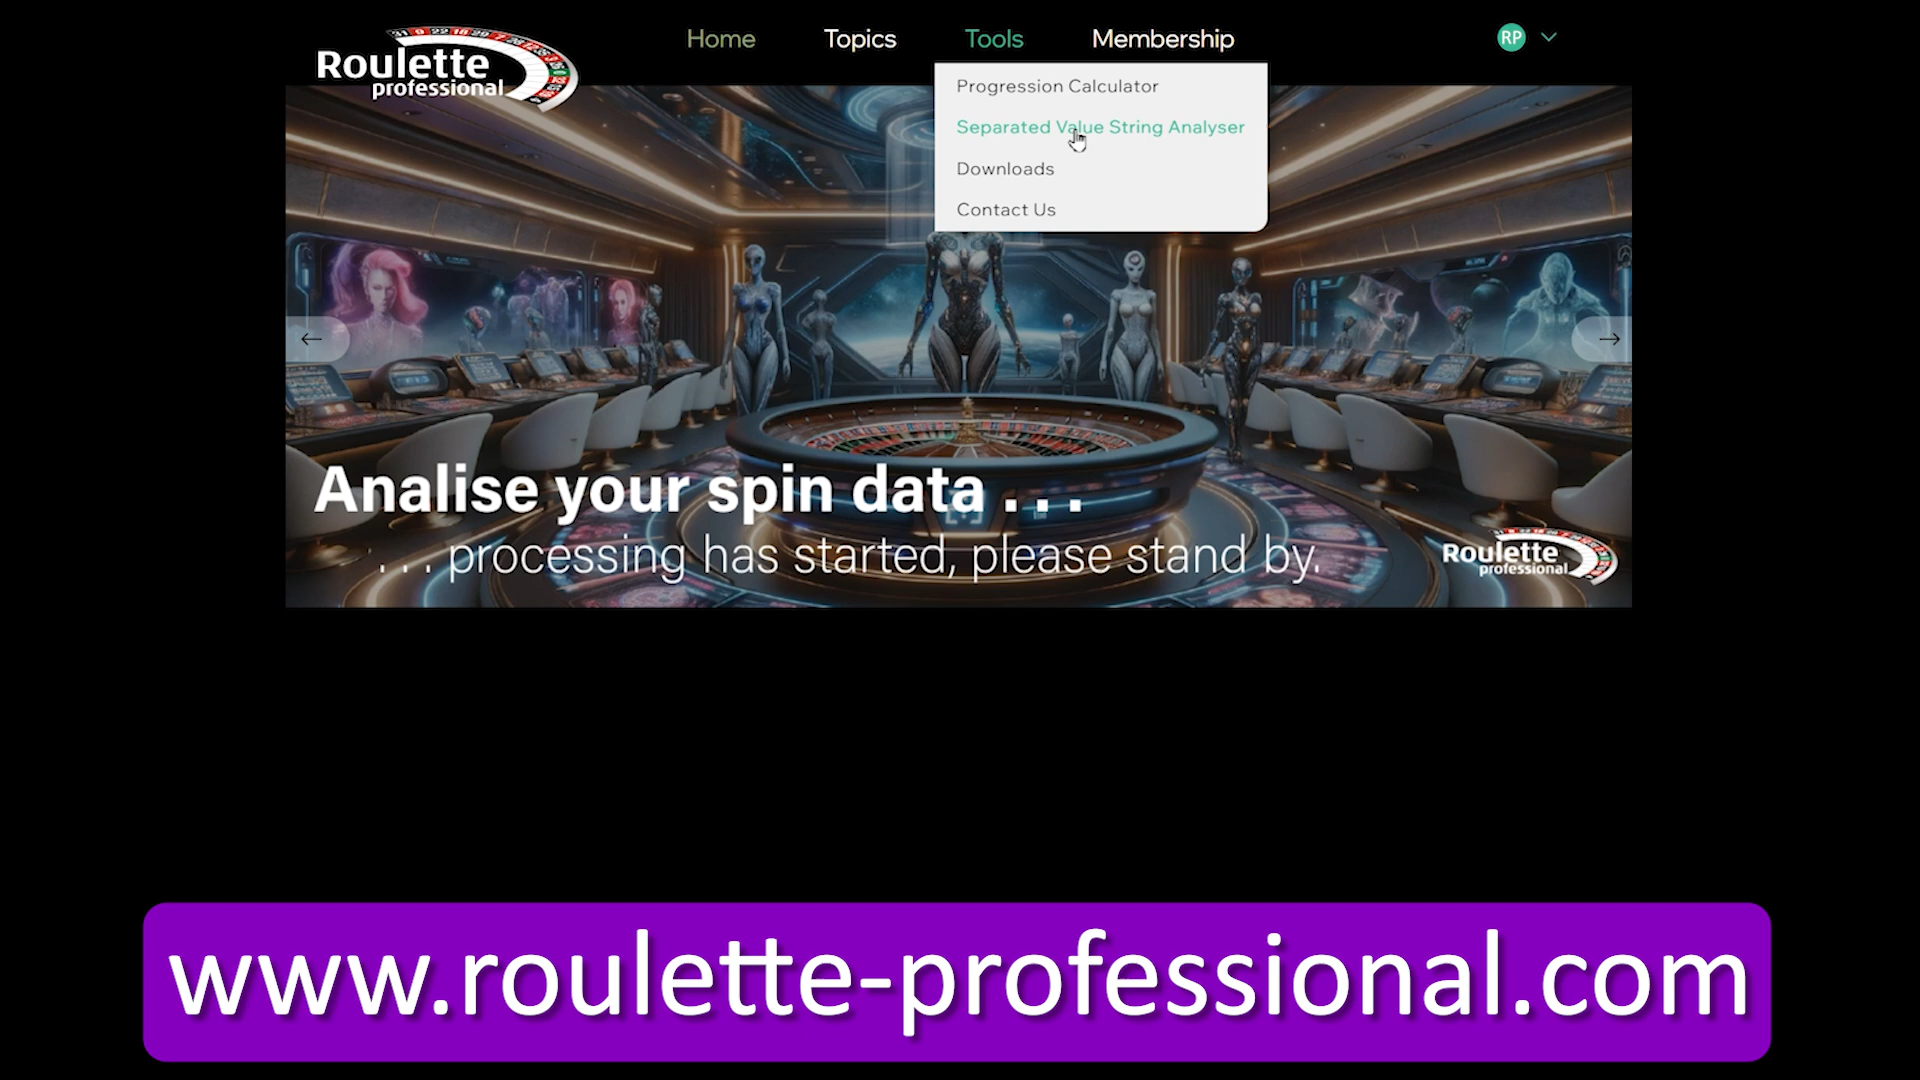 Roulette
professional
Home
Topics
Tools
Membership
RP
Progression Calculator
Separated Value String Analyser
Downloads
Contact Us
Analise your spin data . . .
. . . processing has started, please stand by.
Roulette
professional
www.roulette-professional.com